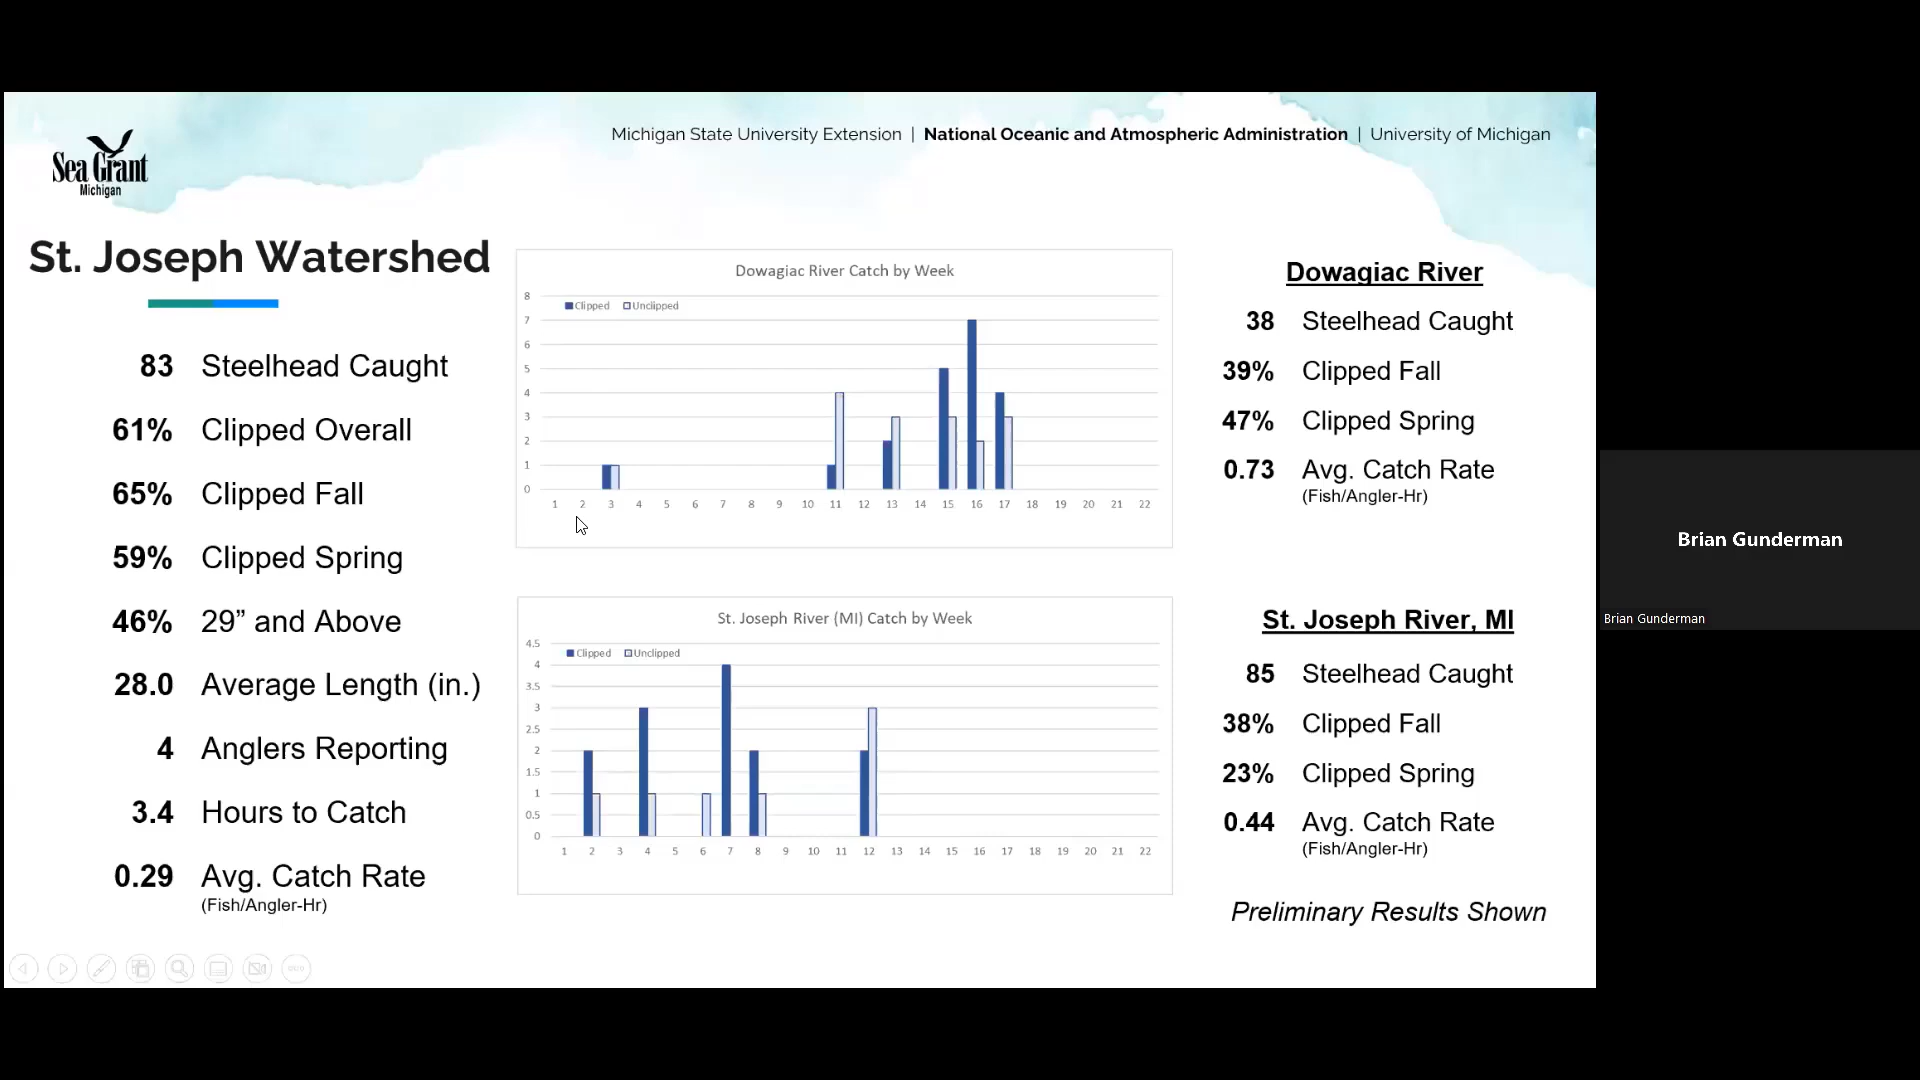 Michigan State University Extension | National Oceanic and Atmospheric Administration | University of Michigan
Sea Grant
Michigan
St. Joseph Watershed
83 Steelhead Caught
61% Clipped Overall
65% Clipped Fall
59% Clipped Spring
46% 29” and Above
28.0 Average Length (in.)
4 Anglers Reporting
3.4 Hours to Catch
0.29 Avg. Catch Rate
(Fish/Angler-Hr)
Dowagiac River Catch by Week
Clipped Unclipped
8
7
6
5
4
3
2
1
0
1 2 3 4 5 6 7 8 9 10 11 12 13 14 15 16 17 18 19 20 21 22
St. Joseph River (MI) Catch by Week
Clipped Unclipped
4.5
4
3.5
3
2.5
2
1.5
1
0.5
0
1 2 3 4 5 6 7 8 9 10 11 12 13 14 15 16 17 18 19 20 21 22
Dowagiac River
38 Steelhead Caught
39% Clipped Fall
47% Clipped Spring
0.73 Avg. Catch Rate
(Fish/Angler-Hr)
St. Joseph River, MI
85 Steelhead Caught
38% Clipped Fall
23% Clipped Spring
0.44 Avg. Catch Rate
(Fish/Angler-Hr)
Preliminary Results Shown
Brian Gunderman
Brian Gunderman